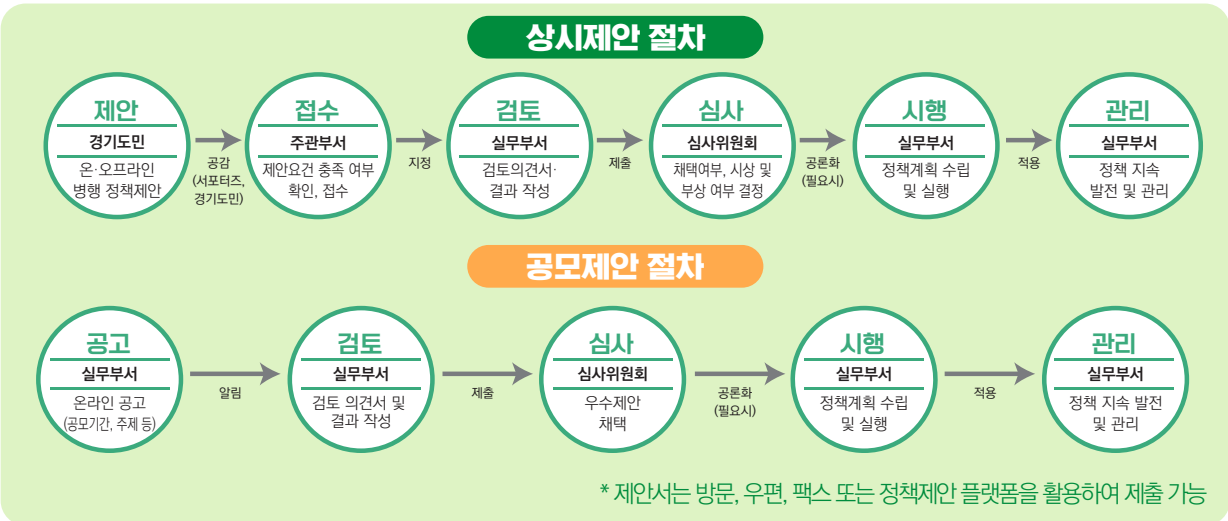 상시제안 절차
제안
경기도민
온·오프라인
병행 정책제안
공감
(서포터즈,
경기도민)
접수
주관부서
제안요건 충족 여부
확인, 접수
지정
검토
실무부서
검토의견서·
결과 작성
제출
심사
심사위원회
채택여부, 시상 및
부상 여부 결정
공론화
(필요시)
시행
실무부서
정책계획 수립
및 실행
적용
관리
실무부서
정책 지속
발전 및 관리
공모제안 절차
공고
실무부서
온라인 공고
(공모기간, 주제 등)
알림
검토
실무부서
검토 의견서 및
결과 작성
제출
심사
심사위원회
우수제안
채택
공론화
(필요시)
시행
실무부서
정책계획 수립
및 실행
적용
관리
실무부서
정책 지속 발전
및 관리
* 제안서는 방문, 우편, 팩스 또는 정책제안 플랫폼을 활용하여 제출 가능